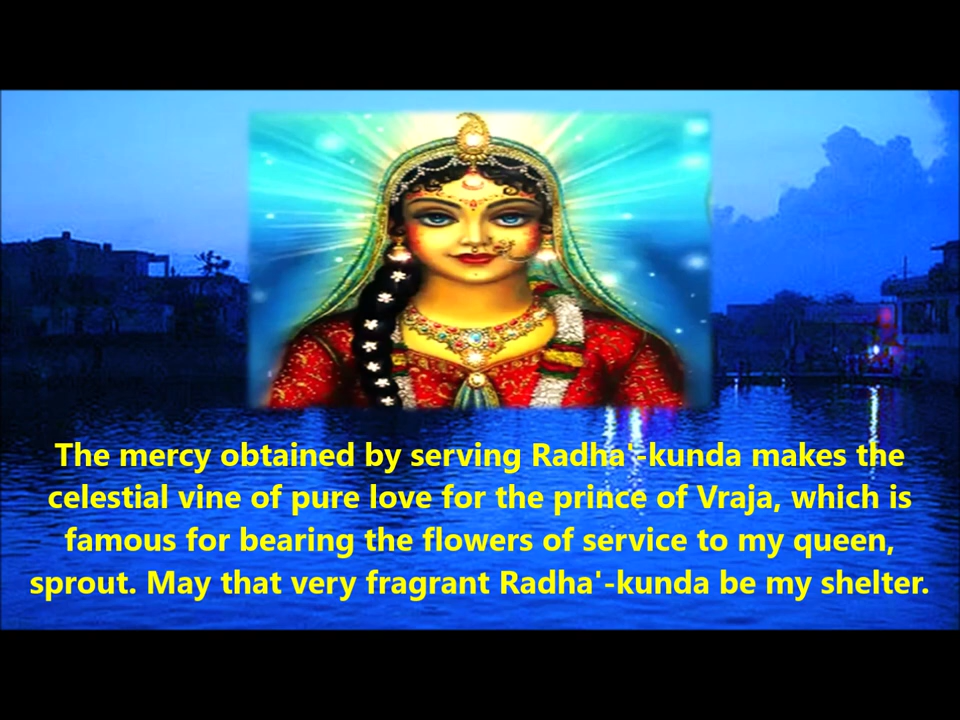 The mercy obtained by serving Radha'-kunda makes the
celestial vine of pure love for the prince of Vraja, which is
famous for bearing the flowers of service to my queen,
sprout. May that very fragrant Radha'-kunda be my shelter.